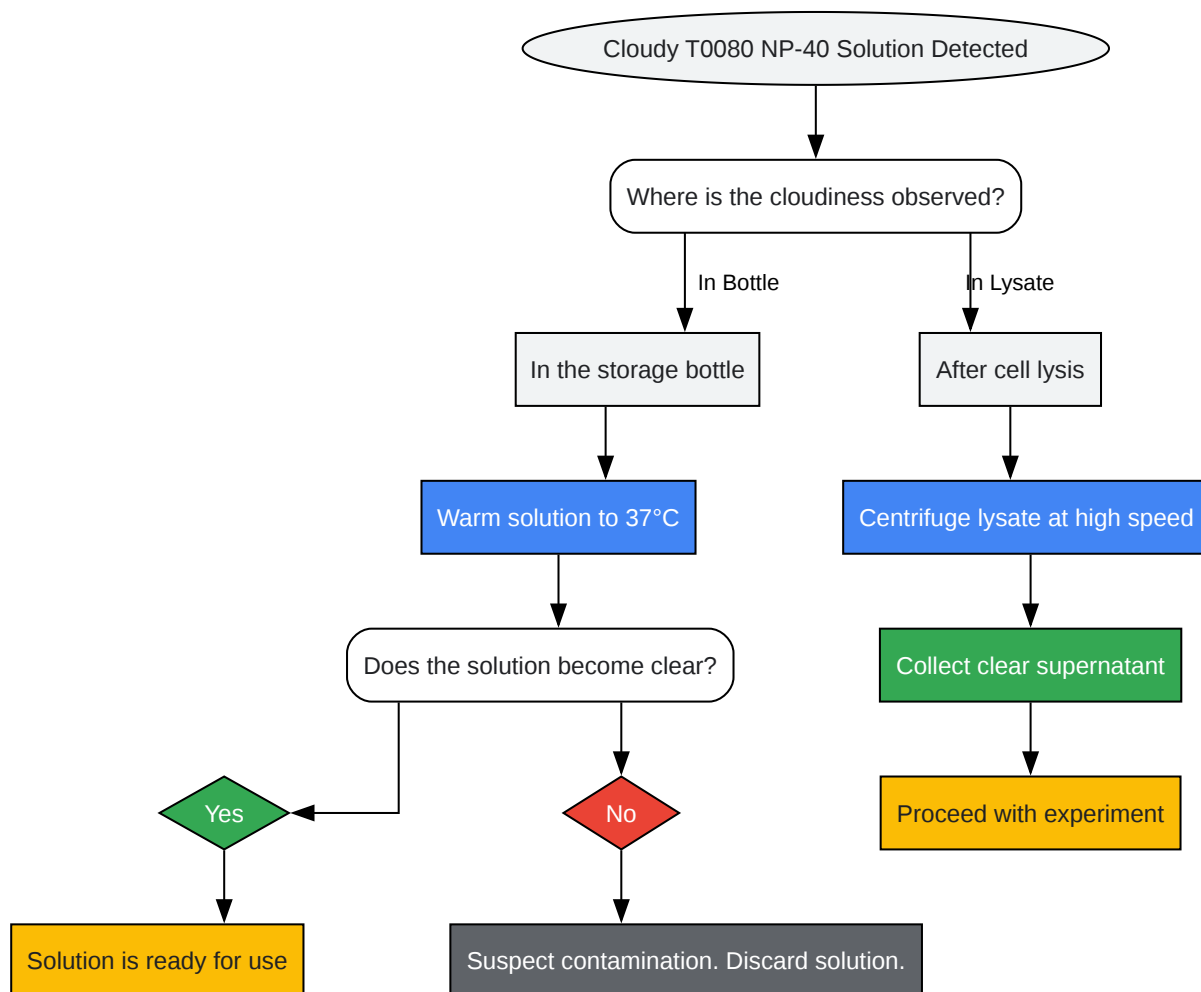 Cloudy T0080 NP-40 Solution Detected
Where is the cloudiness observed?
In Bottle
In Lysate
In the storage bottle
After cell lysis
Warm solution to 37°C
Centrifuge lysate at high speed
Does the solution become clear?
Collect clear supernatant
Yes
No
Proceed with experiment
Solution is ready for use
Suspect contamination. Discard solution.